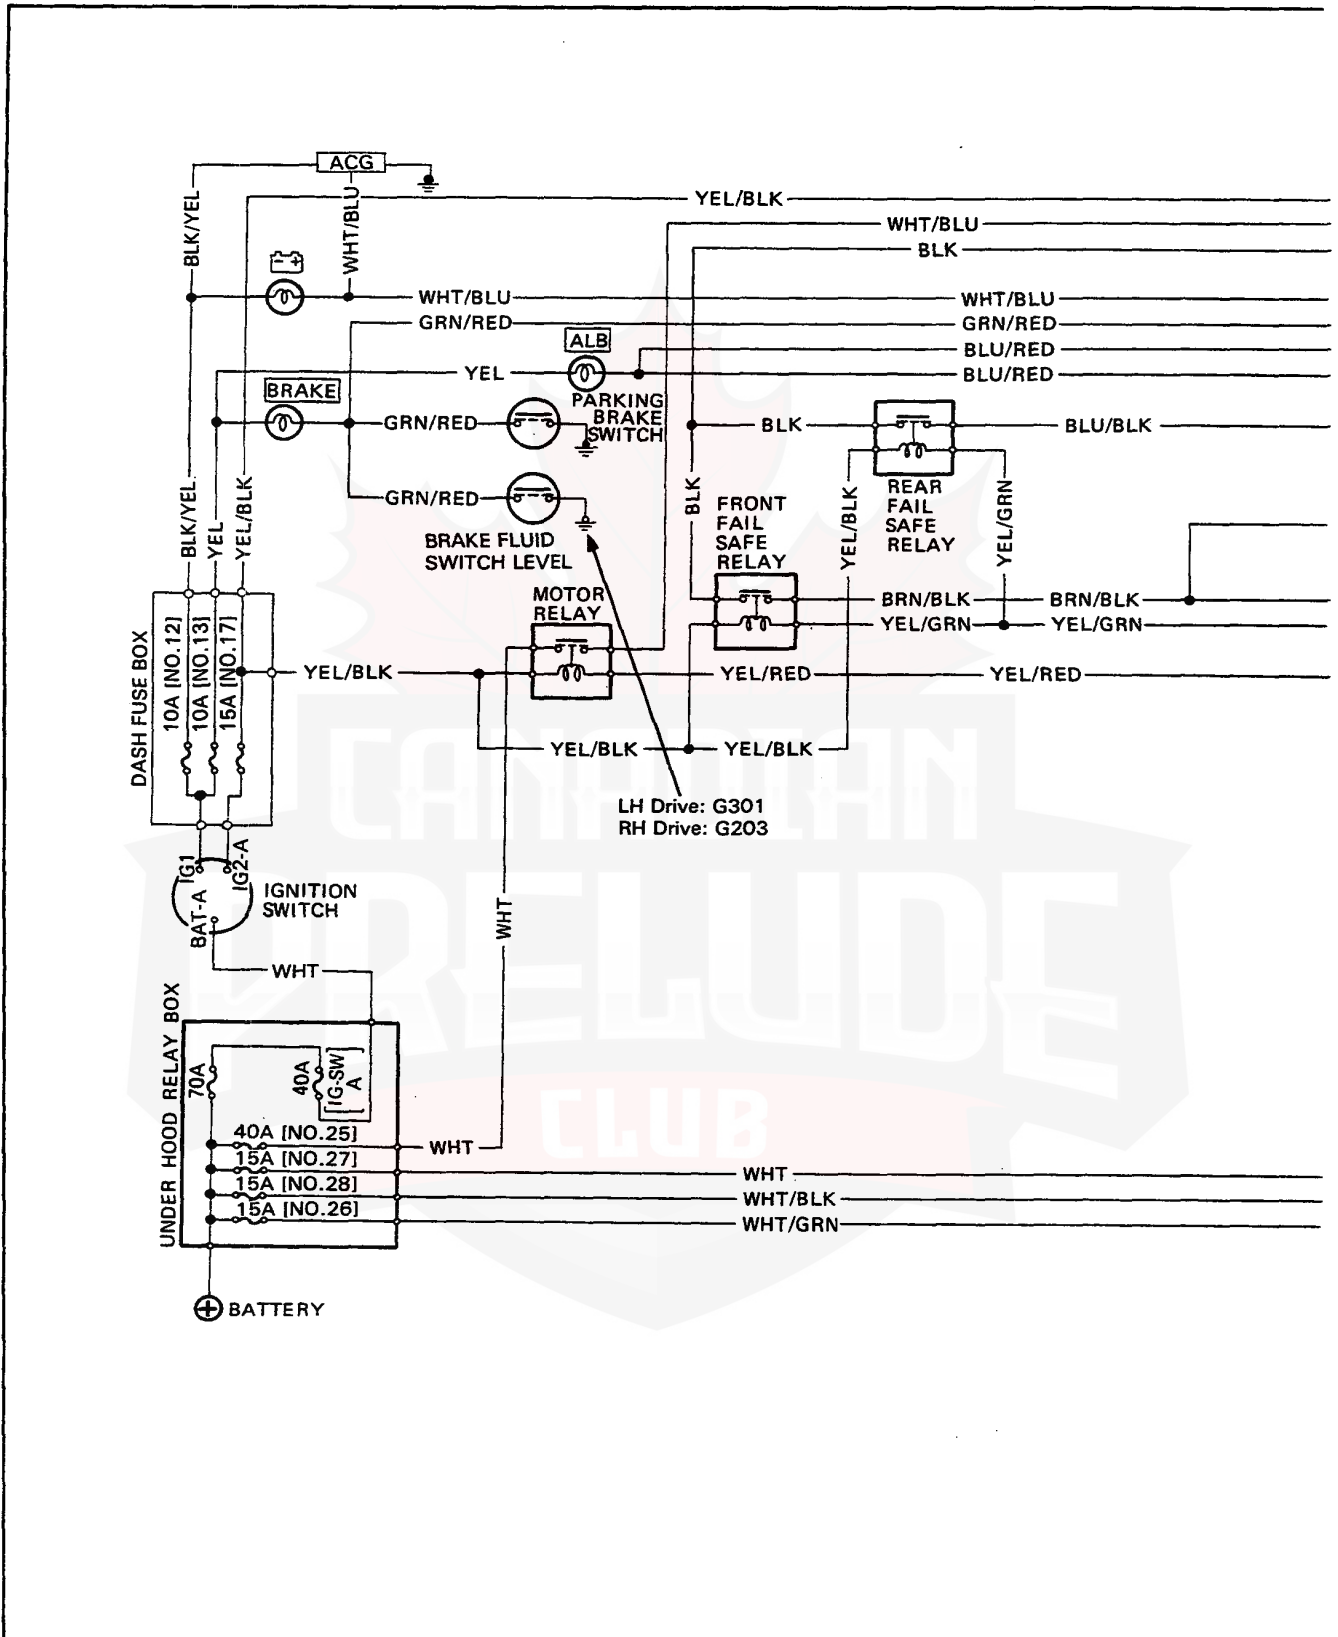 ACG
YEL/BLK
BLK/YEL
WHT/BLU
WHT/BLU
BLK
WHT/BLU
WHT/BLU
GRN/RED
GRN/RED
ALB
BLU/RED
YEL
BLU/RED
BRAKE
PARKING
BRAKE
SWITCH
GRN/RED
BLK
BLU/BLK
GRN/RED
BRAKE FLUID
SWITCH LEVEL
BLK/YEL
YEL
YEL/BLK
BLK
FRONT
FAIL
SAFE
RELAY
YEL/BLK
REAR
FAIL
SAFE
RELAY
YEL/GRN
MOTOR
RELAY
BRN/BLK
BRN/BLK
YEL/GRN
YEL/GRN
DASH FUSE BOX
10A [NO.12]
10A [NO.13]
15A [NO.17]
YEL/BLK
YEL/RED
YEL/RED
YEL/BLK
YEL/BLK
LH Drive: G301
RH Drive: G203
CANADIAN
PRELUDE
CLUB
IG1
IG2-A
BAT-A
IGNITION
SWITCH
WHT
WHT
UNDER HOOD RELAY BOX
70A
40A
[IG-SW]
[A]
40A [NO.25]
WHT
15A [NO.27]
WHT
15A [NO.28]
WHT/BLK
15A [NO.26]
WHT/GRN
BATTERY